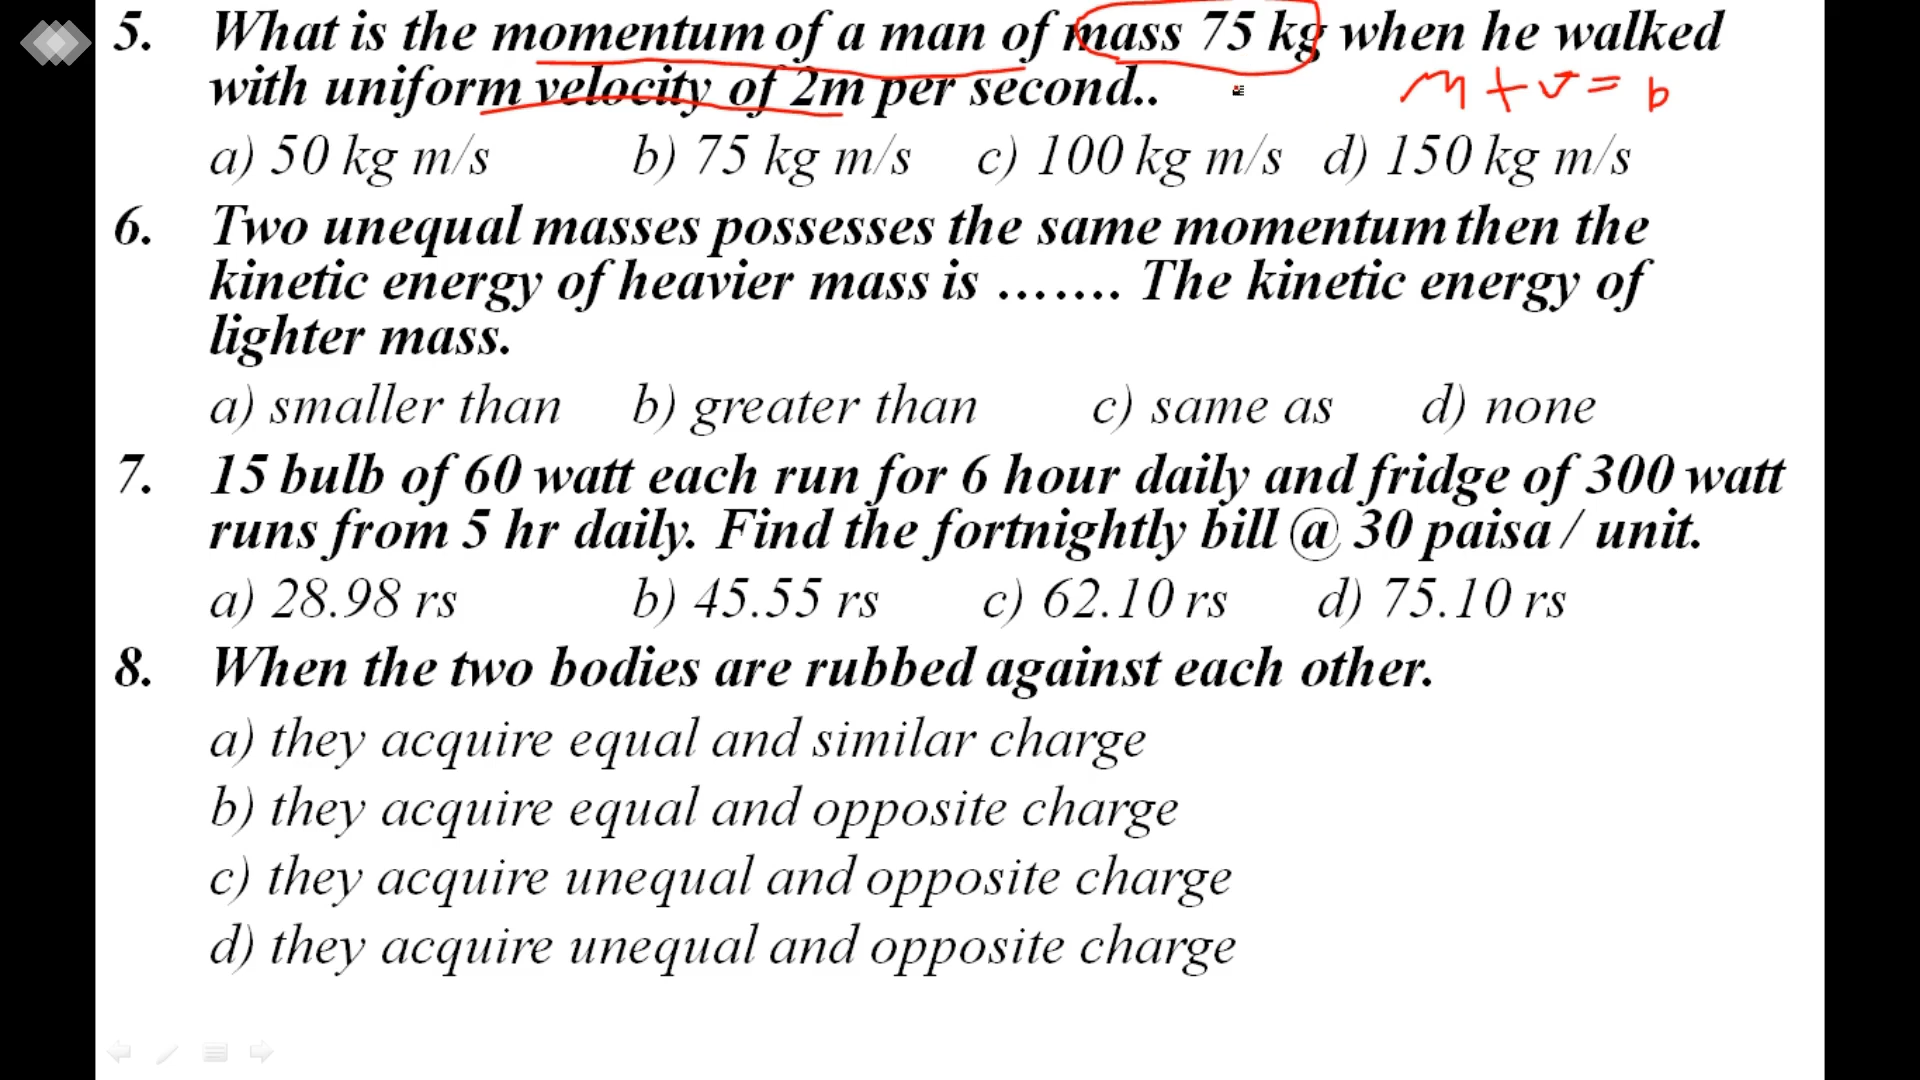 5. What is the momentum of a man of mass 75 kg when he walked
with uniform velocity of 2m per second..
m + v = b
a) 50 kg m/s b) 75 kg m/s c) 100 kg m/s d) 150 kg m/s
6. Two unequal masses possesses the same momentum then the
kinetic energy of heavier mass is ....... The kinetic energy of
lighter mass.
a) smaller than b) greater than c) same as d) none
7. 15 bulb of 60 watt each run for 6 hour daily and fridge of 300 watt
runs from 5 hr daily. Find the fortnightly bill @ 30 paisa / unit.
a) 28.98 rs b) 45.55 rs c) 62.10 rs d) 75.10 rs
8. When the two bodies are rubbed against each other.
a) they acquire equal and similar charge
b) they acquire equal and opposite charge
c) they acquire unequal and opposite charge
d) they acquire unequal and opposite charge